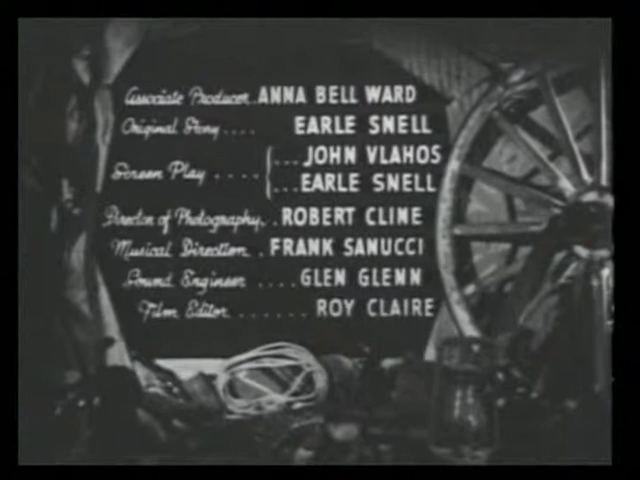 Associate Producer..ANNA BELL WARD
Original Story.... EARLE SNELL
Screen Play .... {...JOHN VLAHOS
...EARLE SNELL
Director of Photography...ROBERT CLINE
Musical Direction .FRANK SANUCCI
Sound Engineer ....GLEN GLENN
Film Editor ...... ROY CLAIRE